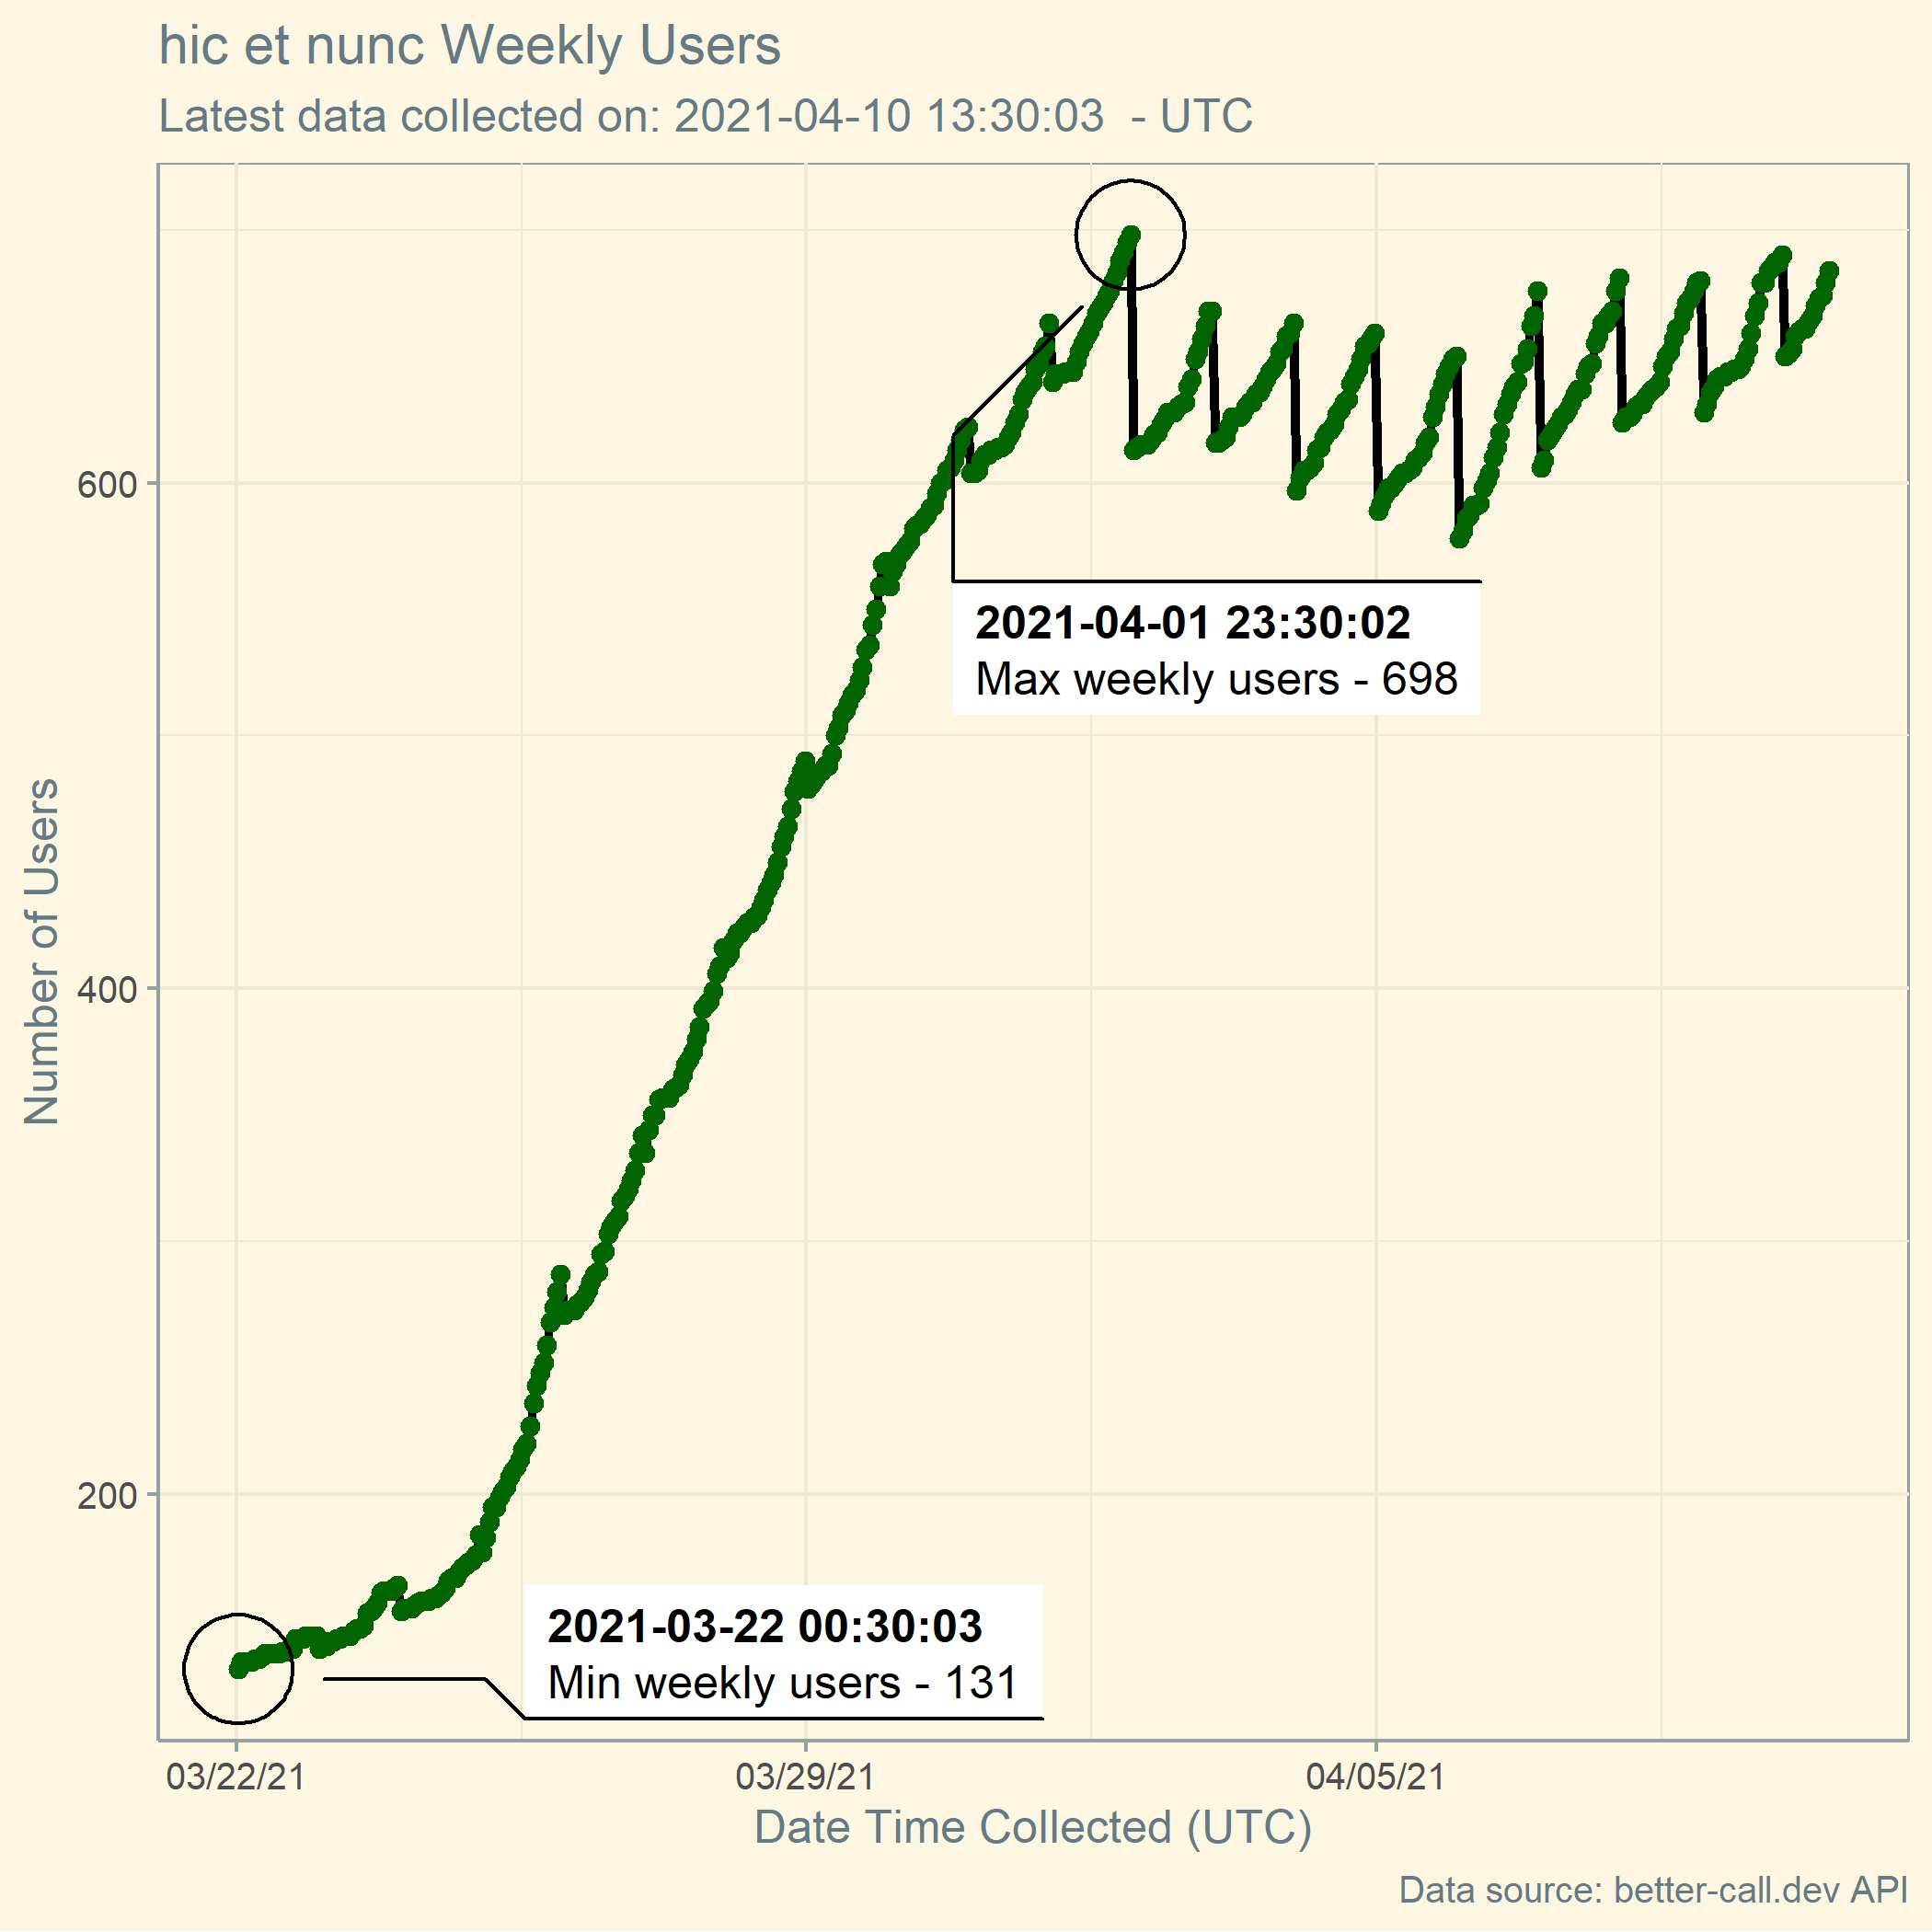 hic et nunc Weekly Users
Latest data collected on: 2021-04-10 13:30:03  - UTC
Number of Users
600
400
200
2021-04-01 23:30:02
Max weekly users - 698
2021-03-22 00:30:03
Min weekly users - 131
03/22/21
03/29/21
04/05/21
Date Time Collected (UTC)
Data source: better-call.dev API